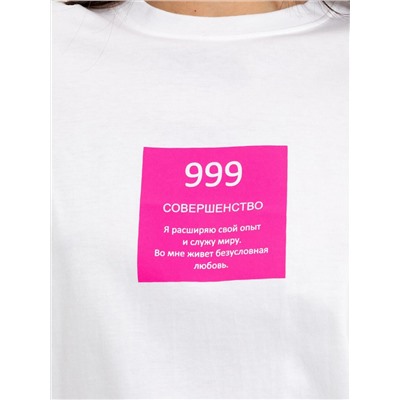 999
СОВЕРШЕНСТВО
Я расширяю свой опыт
и служу миру.
Во мне живет безусловная
любовь.